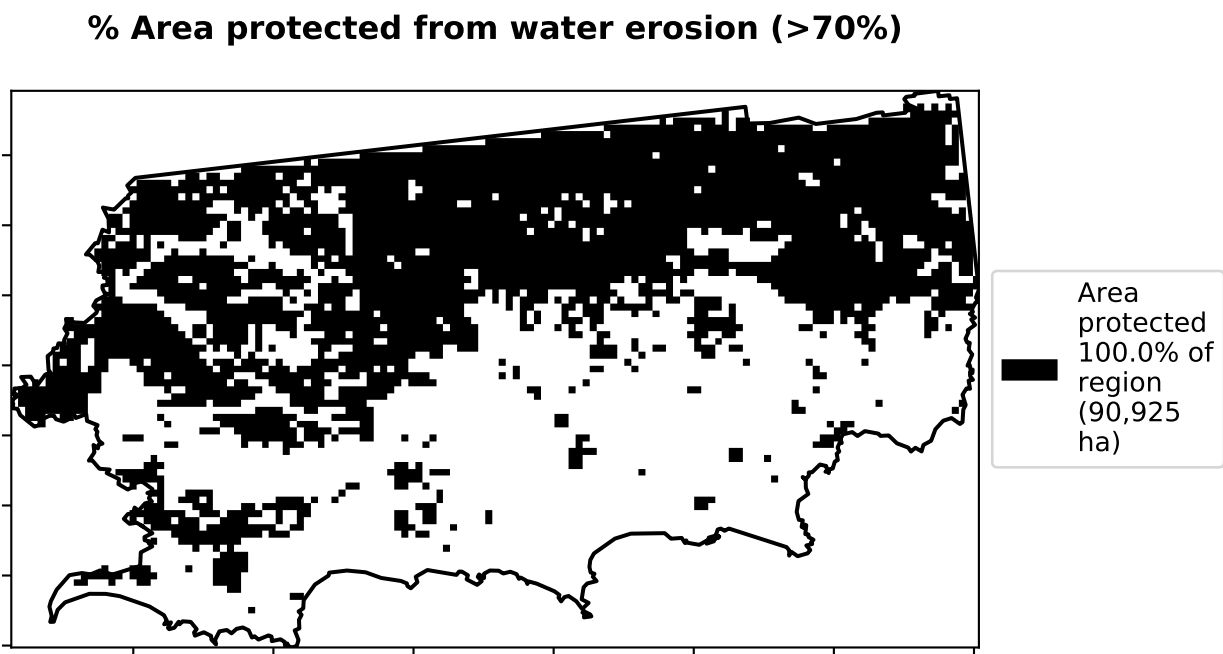 % Area protected from water erosion (>70%)
Area
protected
100.0% of
region
(90,925
ha)